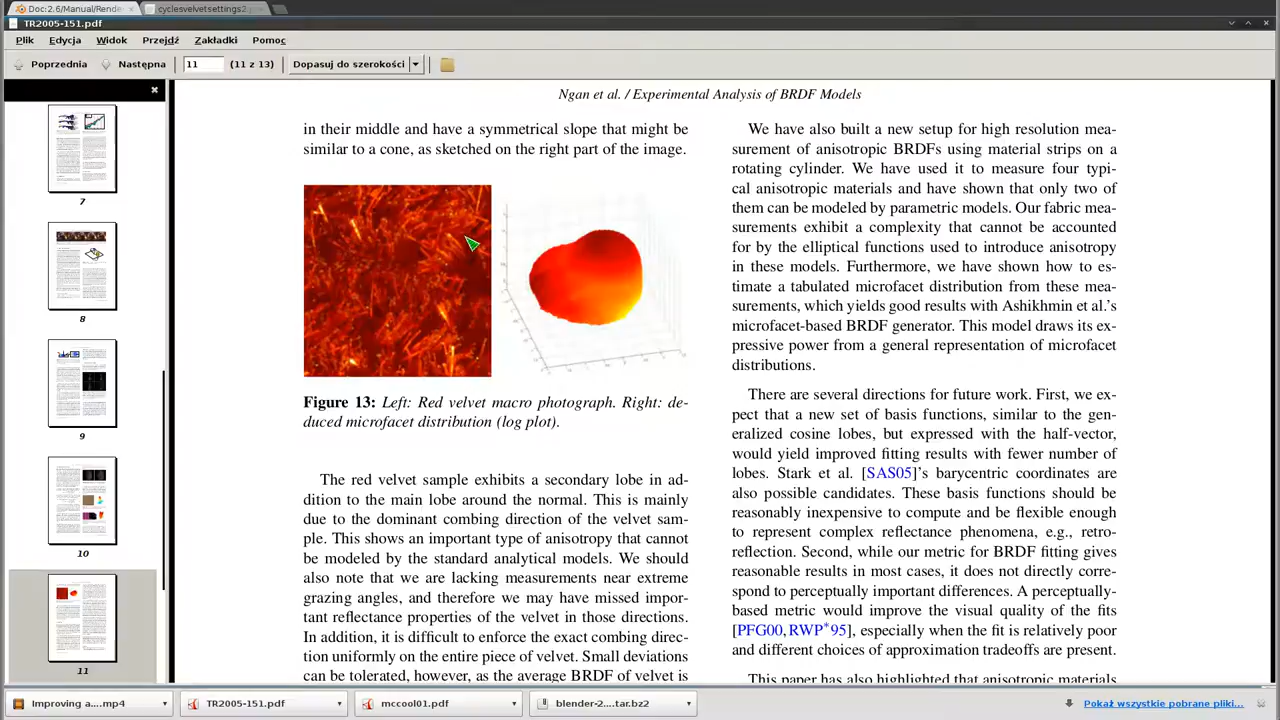 Doc:2.6/Manual/Rende
cyclesvelvetsettings2.
TR2005-151.pdf
Plik Edycja Widok Przejdź Zakładki Pomoc
Poprzednia Następna 11 (11 z 13) Dopasuj do szerokości
7
8
9
10
11
Ngan et al. / Experimental Analysis of BRDF Models
in their middle and have a symmetrical slope that might be
similar to a cone, as sketched on the right part of the image.
Figure 13: Left: Red velvet macro photograph. Right: de-
duced microfacet distribution (log plot).
The red velvet sample exhibits a secondary lobe in ad-
dition to the main lobe around the normal. This is mainly
due to the dominant combing direction of the velvet sam-
ple. This shows an important type of anisotropy that cannot
be modeled by the standard analytical models. We should
also note that we are lacking measurements near extreme
grazing angles, and therefore we may have missed impor-
tant reflectance properties of the velvet in those directions.
In addition, it is difficult to enforce the exact combing direc-
tion uniformly on the entire piece of velvet. Small deviations
can be tolerated, however, as the average BRDF of velvet is
We have also built a new setup for high resolution mea-
surement of anisotropic BRDFs using material strips on a
rotating cylinder. We have used it to measure four typi-
cal anisotropic materials and have shown that only two of
them can be modeled by parametric models. Our fabric mea-
surements exhibit a complexity that cannot be accounted
for by the elliptical functions used to introduce anisotropy
in these models. Furthermore, we have shown how to es-
timate a tabulated microfacet distribution from these mea-
surements, which yields good results with Ashikhmin et al.'s
microfacet-based BRDF generator. This model draws its ex-
pressive power from a general representation of microfacet
distributions.
There are several directions for future work. First, we ex-
pect that a new set of basis functions, similar to the gen-
eralized cosine lobes, but expressed with the half-vector,
would yield improved fitting results with fewer number of
lobes. Stark et al. [SAS05]'s barycentric coordinates are
also possible candidates. These basis functions should be
reasonably inexpensive to compute and be flexible enough
to represent complex reflectance phenomena, e.g., retro-
reflection. Second, while our metric for BRDF fitting gives
reasonable results in most cases, it does not directly corre-
spond to perceptually important differences. A perceptually-
based metric would improve the visual quality of the fits
[PFG00,RWP*95], especially when the fit is relatively poor
and different choices of approximation tradeoffs are present.
This paper has also highlighted that anisotropic materials
Improving a....mp4 TR2005-151.pdf mccool01.pdf blender-2....tar.bz2 Pokaż wszystkie pobrane pliki...